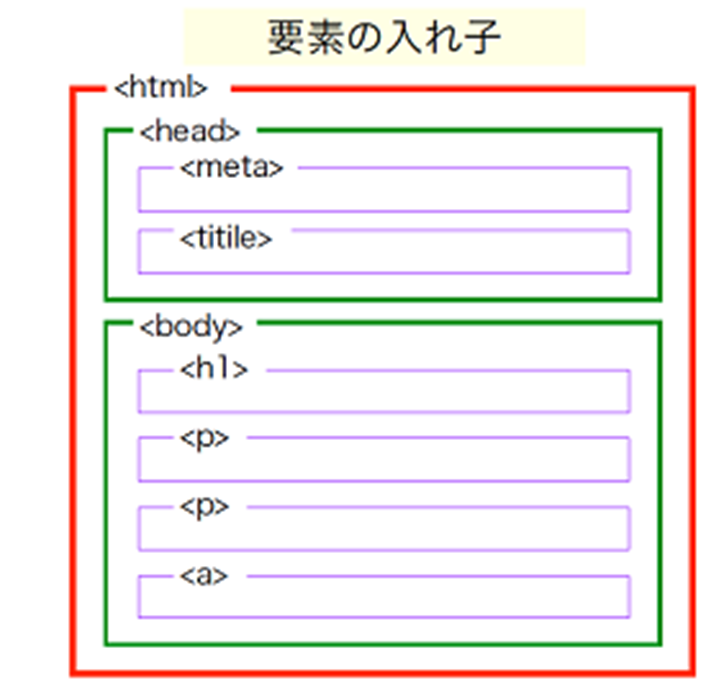 要素の入れ子
<html>
<head>
<meta>
<titile>
<body>
<h1>
<p>
<p>
<a>